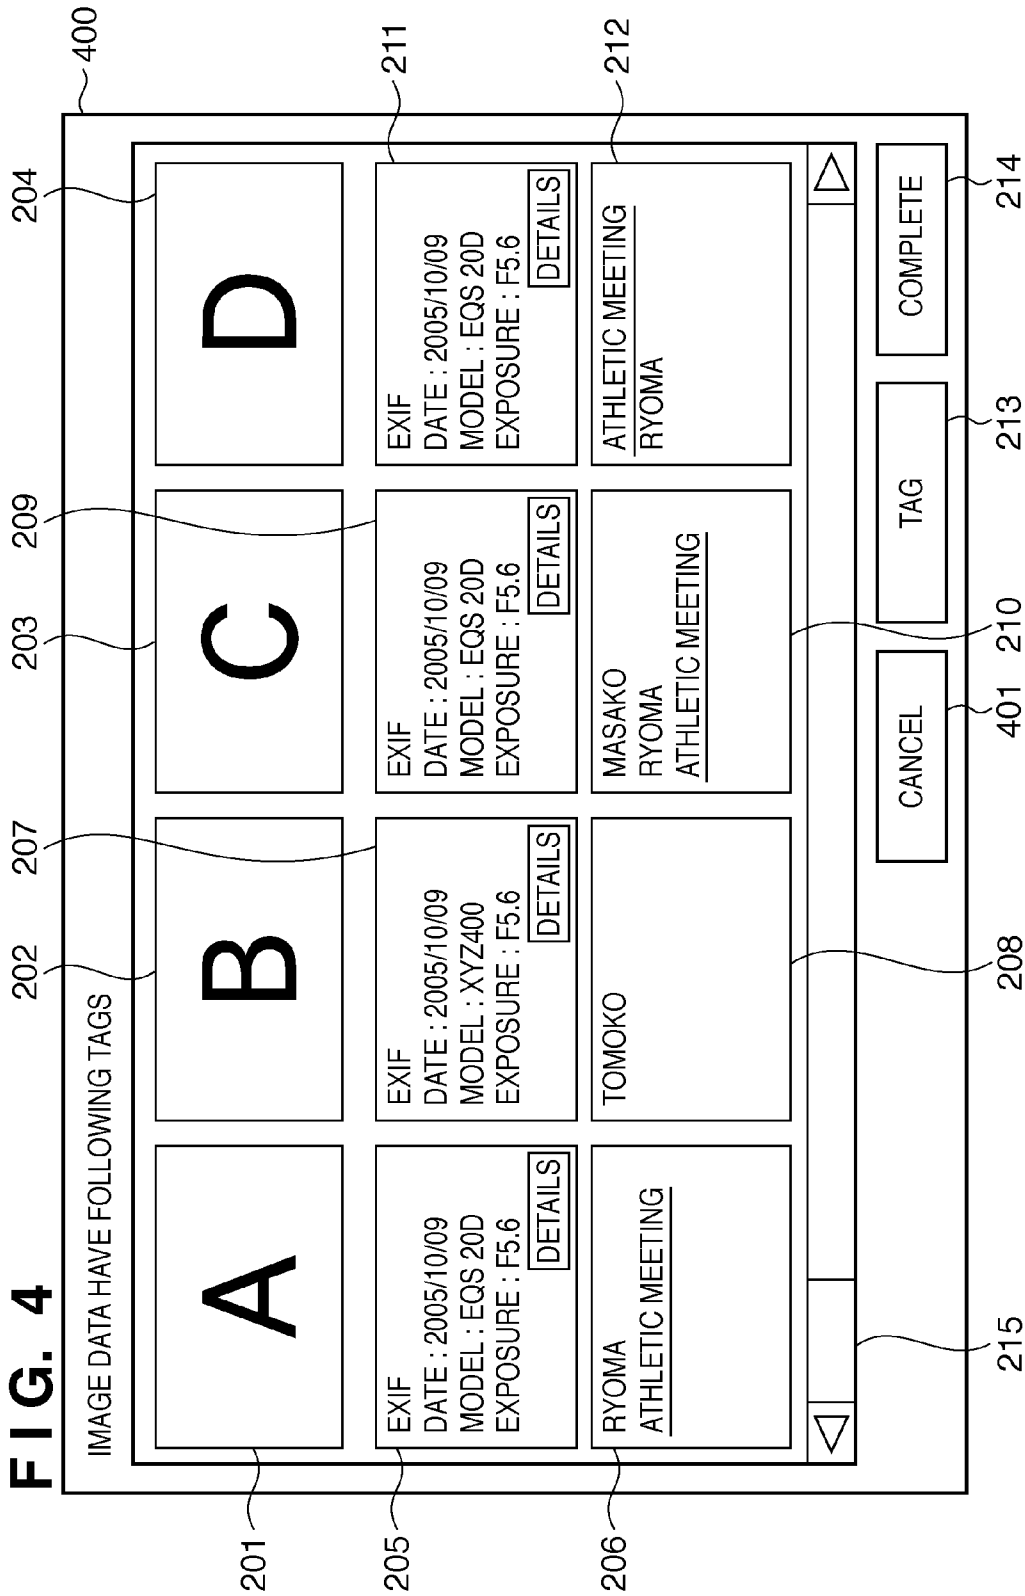 FIG. 4
400
IMAGE DATA HAVE FOLLOWING TAGS
201
A
202
B
203
C
204
D
205
EXIF
DATE : 2005/10/09
MODEL : EQS 20D
EXPOSURE : F5.6
DETAILS
207
EXIF
DATE : 2005/10/09
MODEL : XYZ400
EXPOSURE : F5.6
DETAILS
209
EXIF
DATE : 2005/10/09
MODEL : EQS 20D
EXPOSURE : F5.6
DETAILS
211
EXIF
DATE : 2005/10/09
MODEL : EQS 20D
EXPOSURE : F5.6
DETAILS
206
RYOMA
ATHLETIC MEETING
208
TOMOKO
210
MASAKO
RYOMA
ATHLETIC MEETING
212
ATHLETIC MEETING
RYOMA
215
CANCEL
401
TAG
213
COMPLETE
214